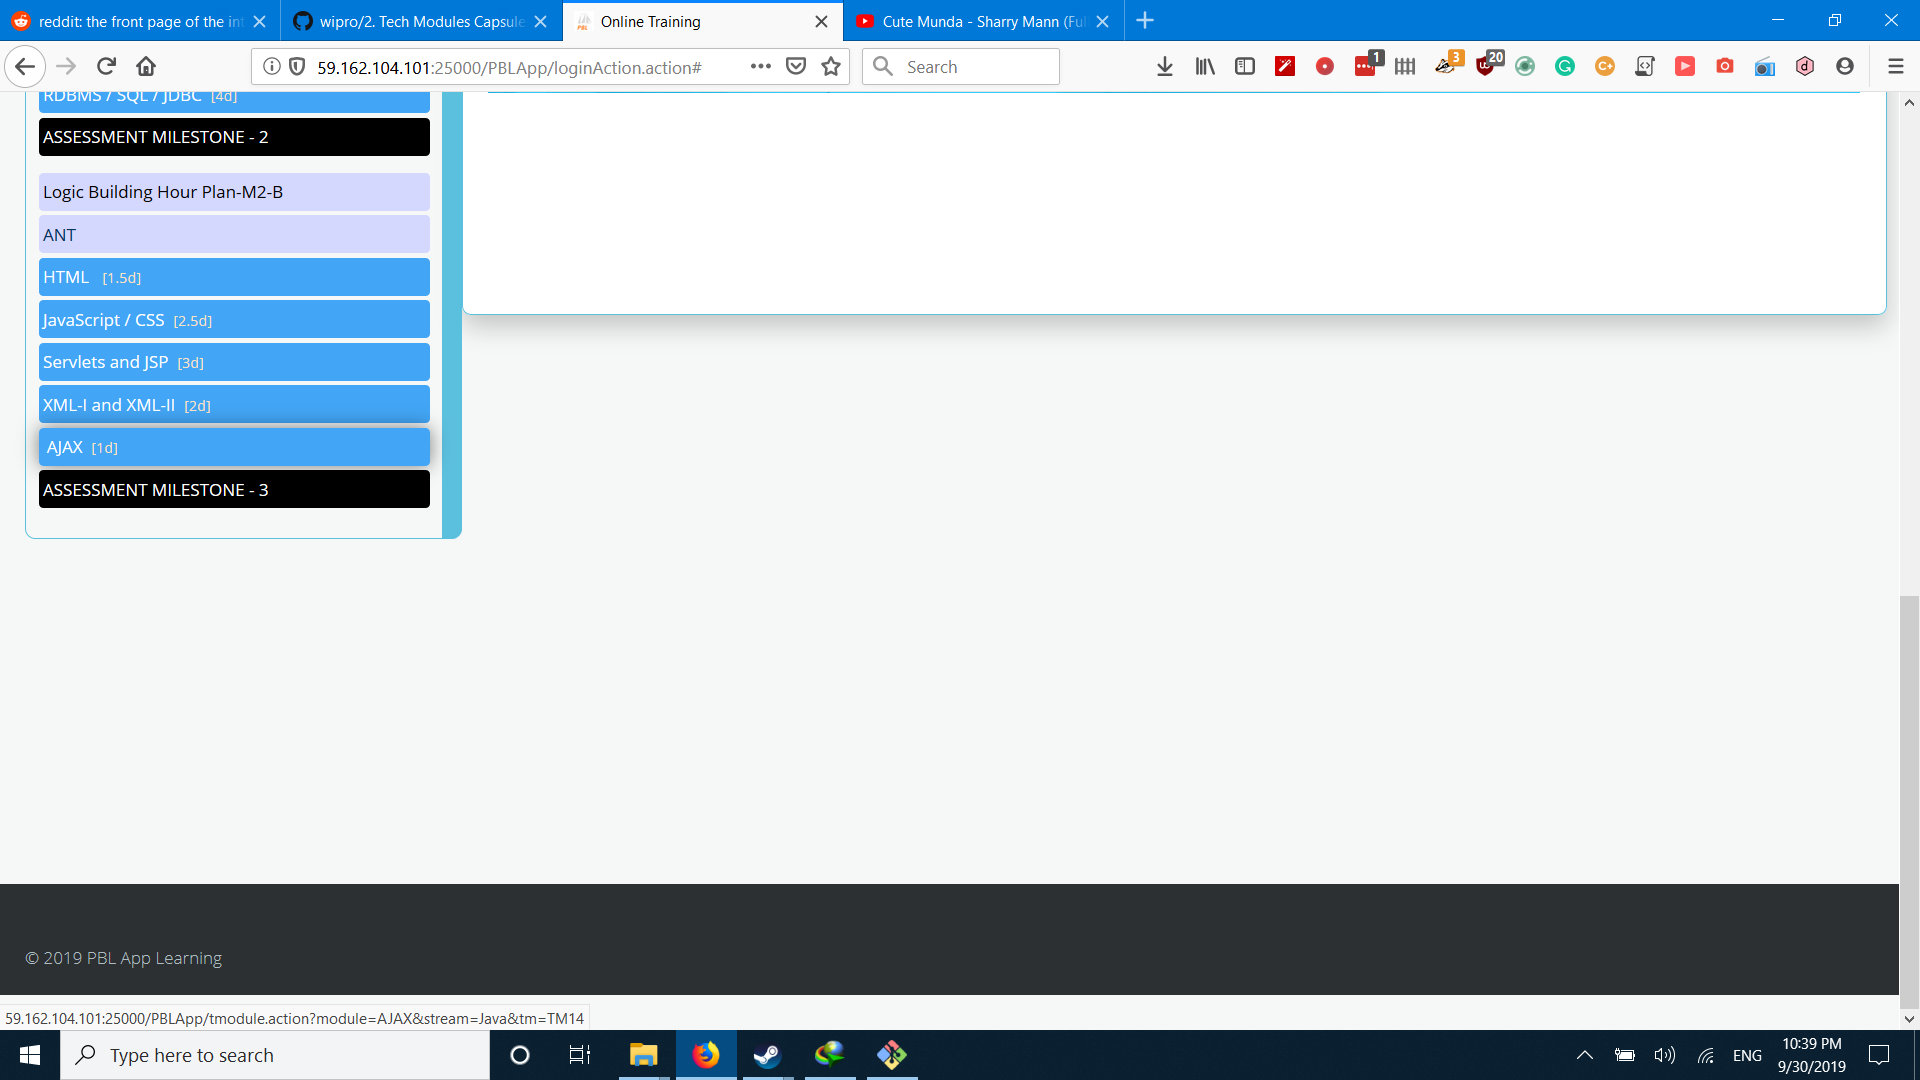 reddit: the front page of the int
wipro/2. Tech Modules Capsule
Online Training
Cute Munda - Sharry Mann (Ful
59.162.104.101:25000/PBLApp/loginAction.action#
Search
1
3
20
RDBMS / SQL / JDBC [4d]
ASSESSMENT MILESTONE - 2
Logic Building Hour Plan-M2-B
ANT
HTML [1.5d]
JavaScript / CSS [2.5d]
Servlets and JSP [3d]
XML-I and XML-II [2d]
AJAX [1d]
ASSESSMENT MILESTONE - 3
© 2019 PBL App Learning
59.162.104.101:25000/PBLApp/tmodule.action?module=AJAX&stream=Java&tm=TM14
Type here to search
ENG
10:39 PM
9/30/2019